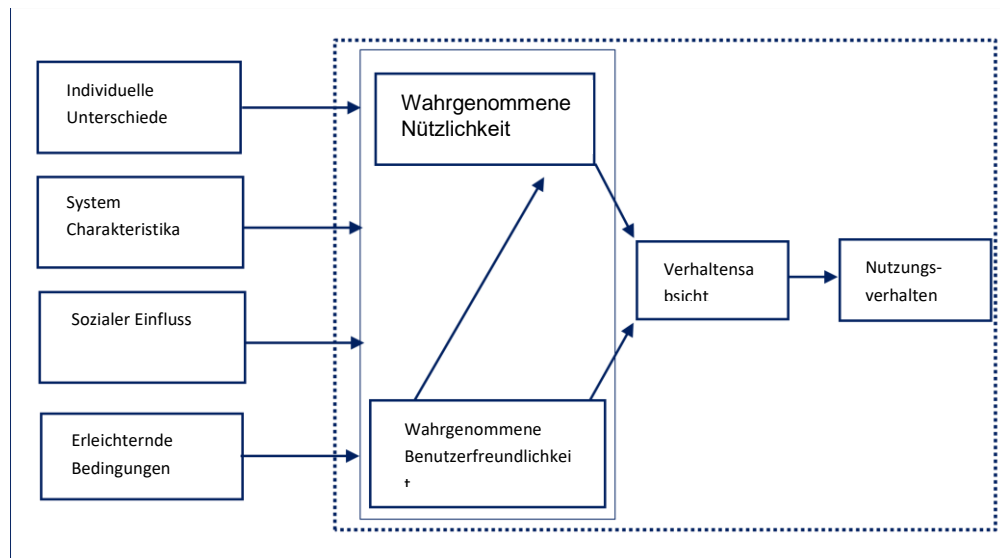 Individuelle
Unterschiede
System
Charakteristika
Sozialer Einfluss
Erleichternde
Bedingungen
Wahrgenommene
Nützlichkeit
Wahrgenommene
Benutzerfreundlichkei
t
Verhaltensa
bsicht
Nutzungs-
verhalten